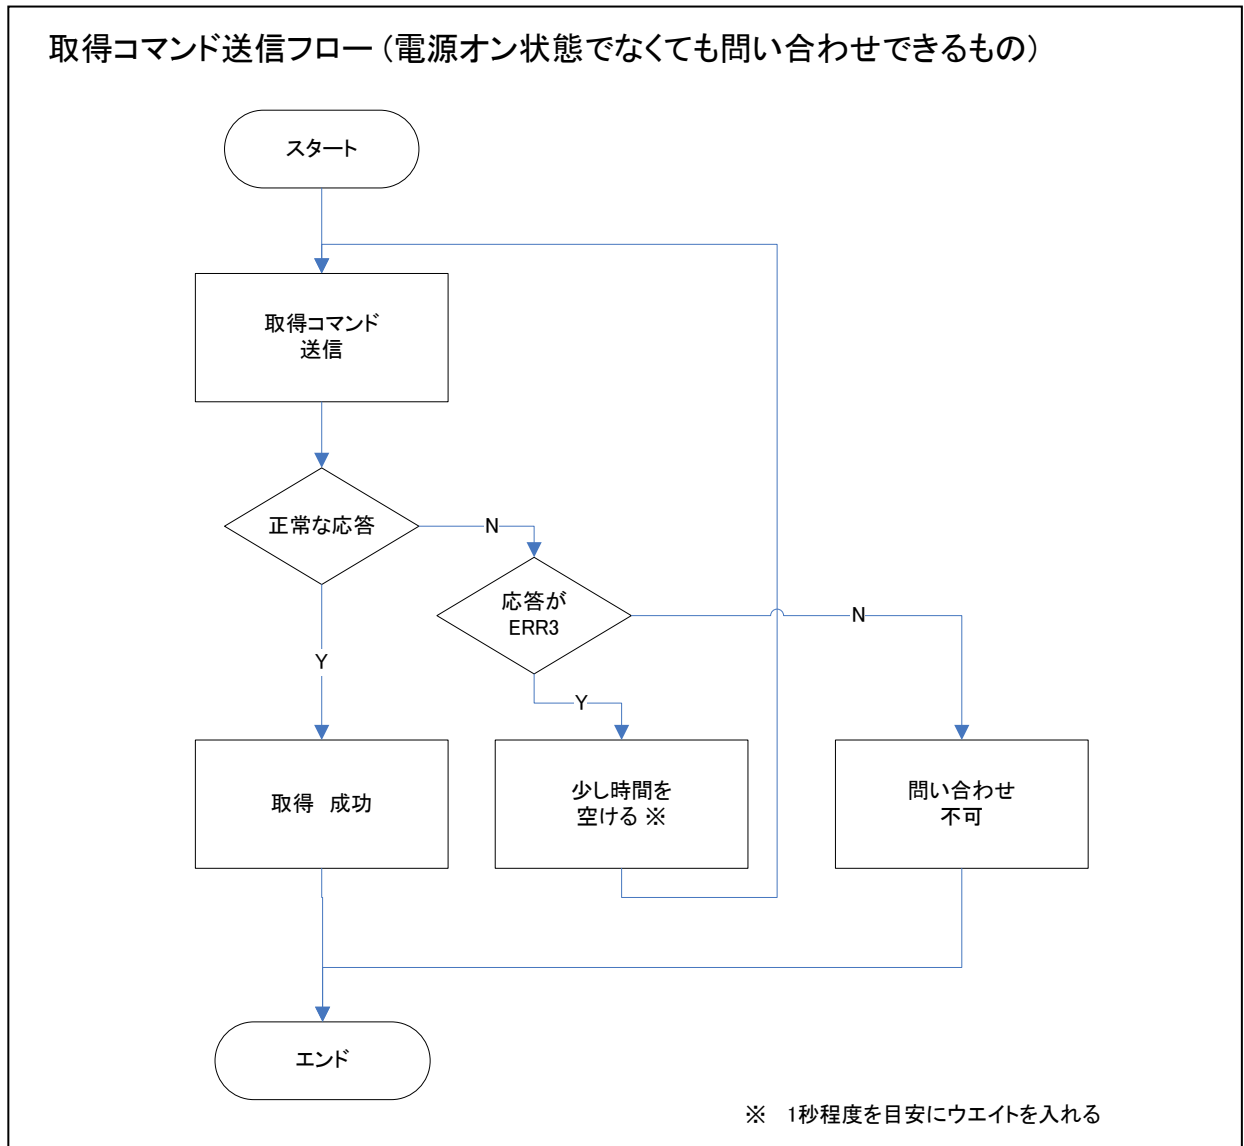 取得コマンド送信フロー（電源オン状態でなくても問い合わせできるもの）
スタート
取得コマンド
送信
正常な応答
N
応答が
ERR3
N
Y
Y
取得　成功
少し時間を
空ける ※
問い合わせ
不可
エンド
※　1秒程度を目安にウエイトを入れる